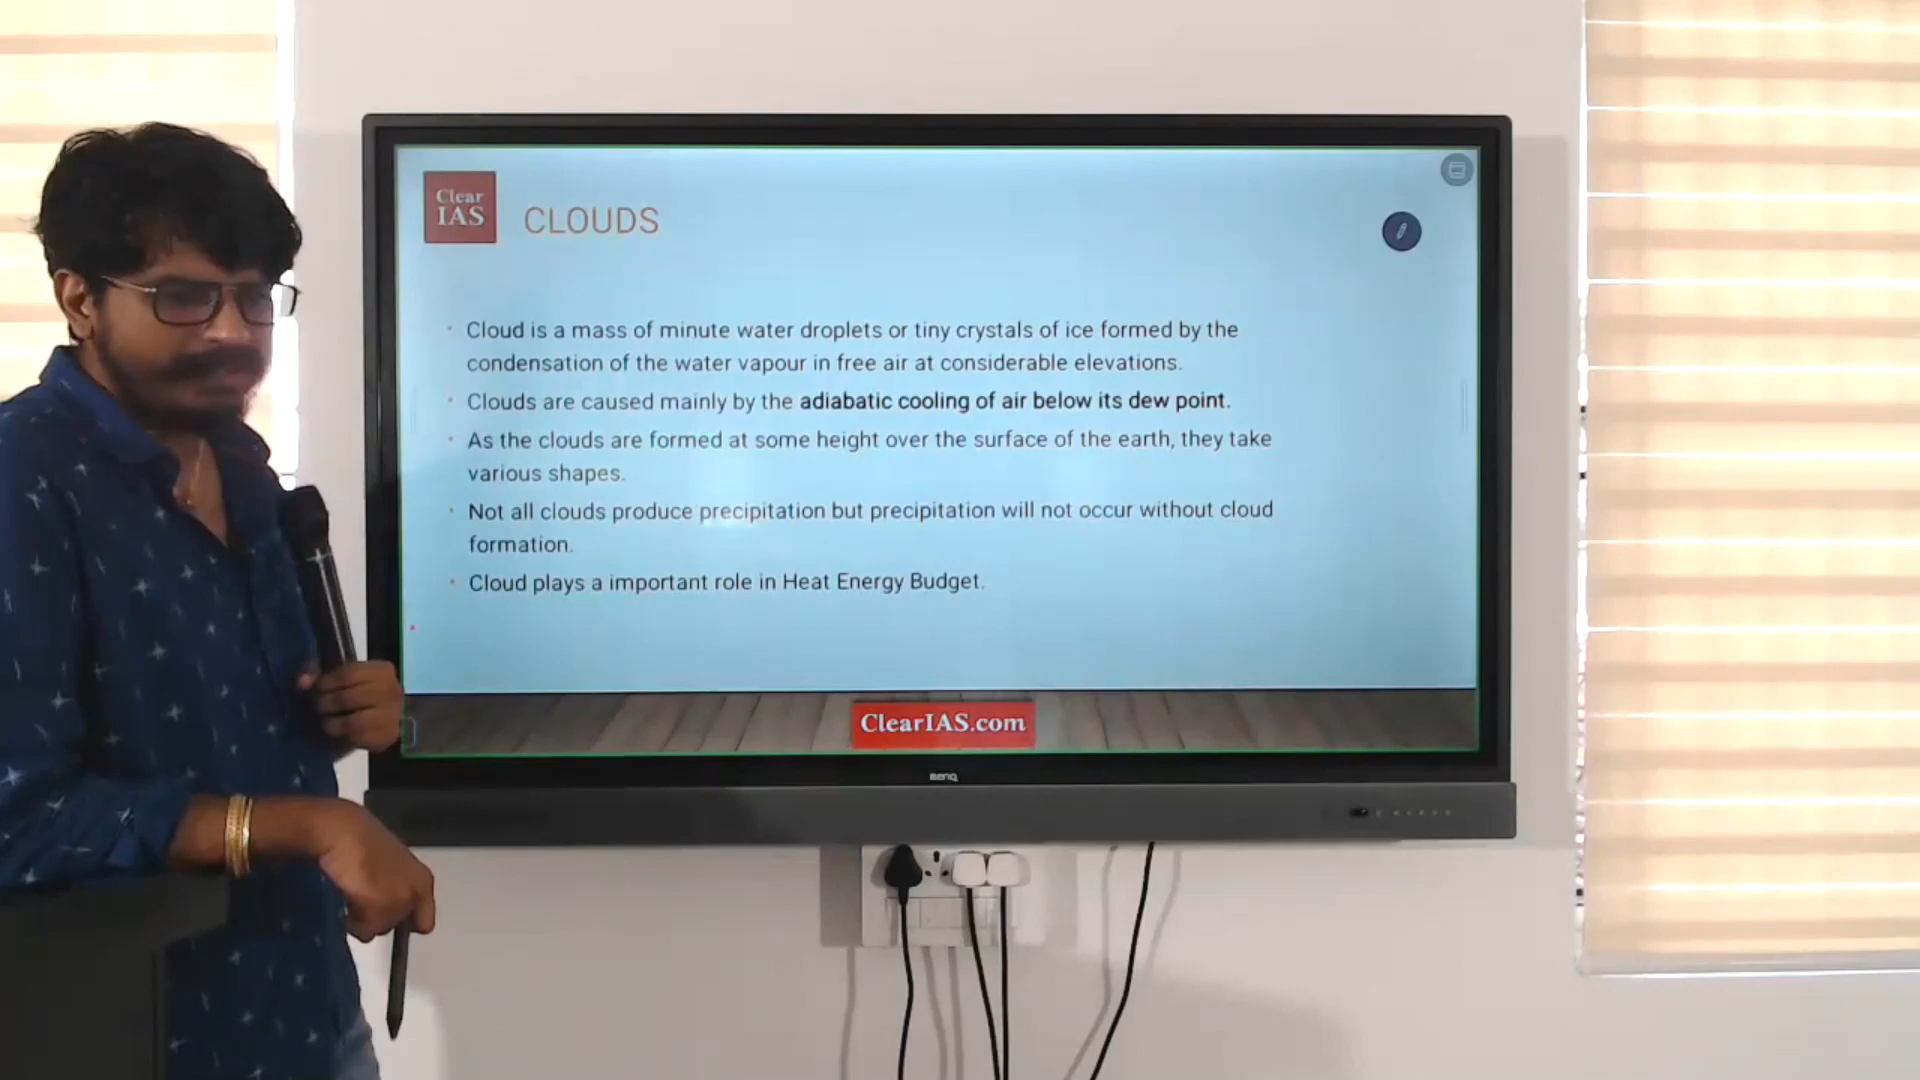 Clear
IAS
CLOUDS
Cloud is a mass of minute water droplets or tiny crystals of ice formed by the
condensation of the water vapour in free air at considerable elevations.
Clouds are caused mainly by the adiabatic cooling of air below its dew point.
As the clouds are formed at some height over the surface of the earth, they take
various shapes.
Not all clouds produce precipitation but precipitation will not occur without cloud
formation.
Cloud plays a important role in Heat Energy Budget.
ClearIAS.com
BenQ